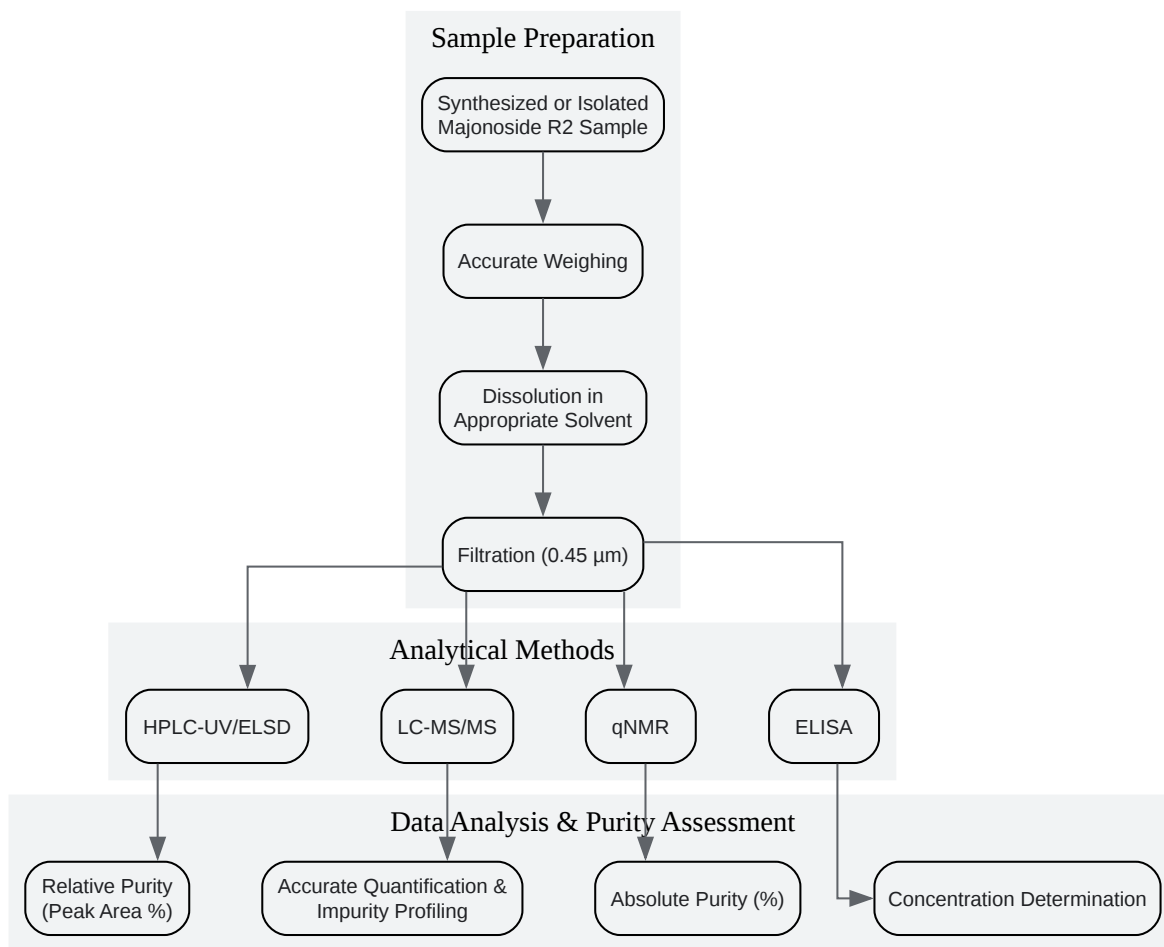 Sample Preparation
Synthesized or Isolated
Majonoside R2 Sample
Accurate Weighing
Dissolution in
Appropriate Solvent
Filtration (0.45 µm)
Analytical Methods
HPLC-UV/ELSD
LC-MS/MS
qNMR
ELISA
Data Analysis & Purity Assessment
Relative Purity
(Peak Area %)
Accurate Quantification &
Impurity Profiling
Absolute Purity (%)
Concentration Determination